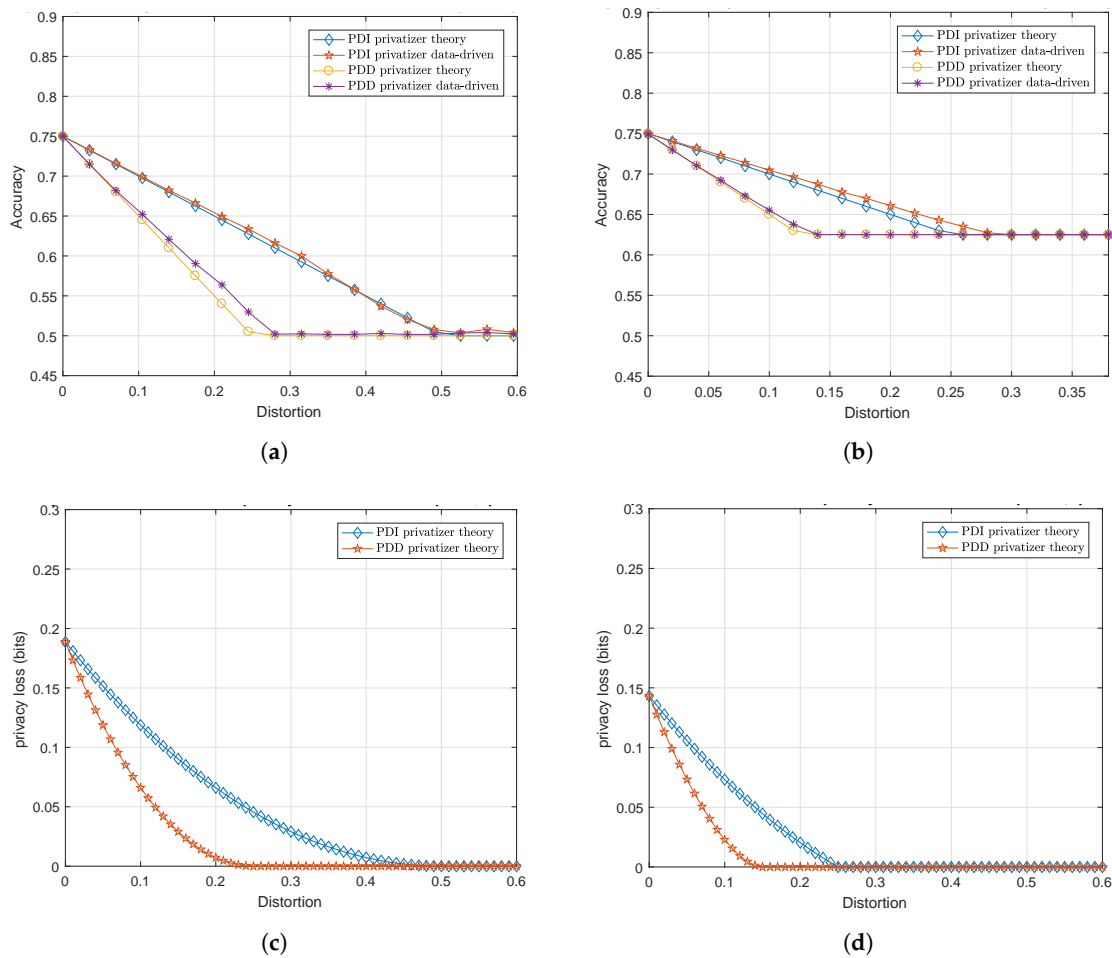 0.9
0.85
0.8
0.75
0.7
0.65
0.6
0.55
0.5
0.45
Accuracy
PDI privatizer theory
PDI privatizer data-driven
PDD privatizer theory
PDD privatizer data-driven
0 0.1 0.2 0.3 0.4 0.5 0.6
Distortion
(a)
0.9
0.85
0.8
0.75
0.7
0.65
0.6
0.55
0.5
0.45
Accuracy
PDI privatizer theory
PDI privatizer data-driven
PDD privatizer theory
PDD privatizer data-driven
0 0.05 0.1 0.15 0.2 0.25 0.3 0.35
Distortion
(b)
0.3
0.25
0.2
0.15
0.1
0.05
0
privacy loss (bits)
PDI privatizer theory
PDD privatizer theory
0 0.1 0.2 0.3 0.4 0.5 0.6
Distortion
(c)
0.3
0.25
0.2
0.15
0.1
0.05
0
privacy loss (bits)
PDI privatizer theory
PDD privatizer theory
0 0.1 0.2 0.3 0.4 0.5 0.6
Distortion
(d)